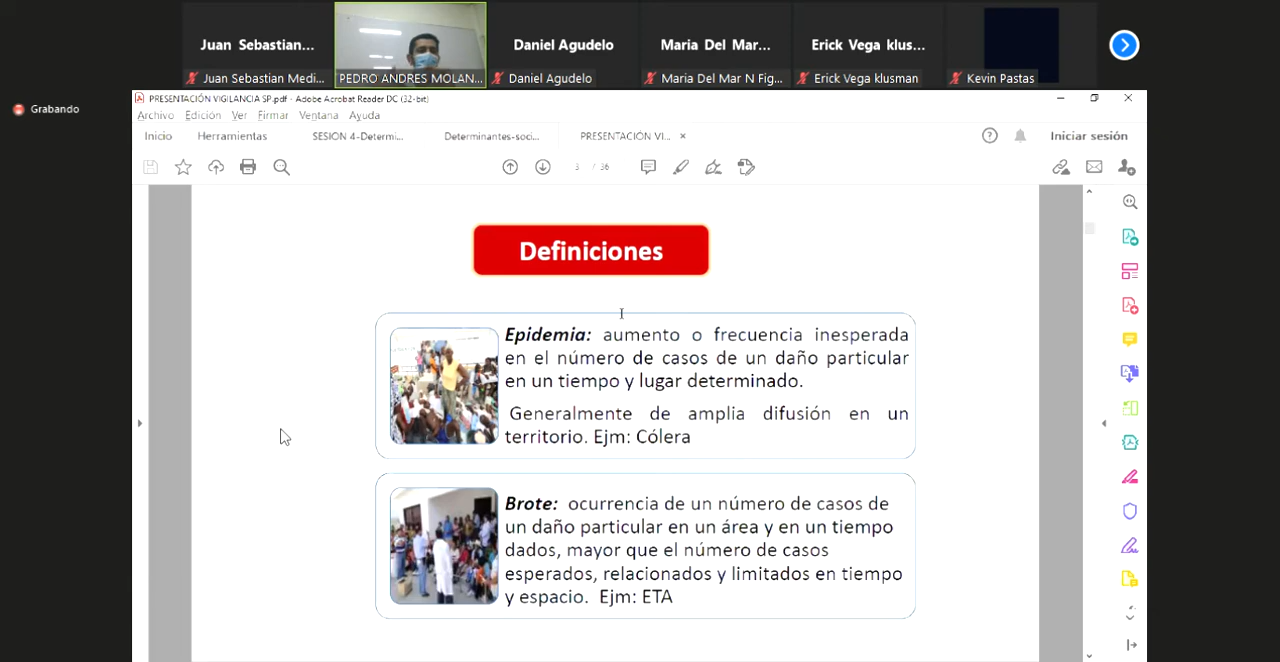 Juan Sebastian...
Daniel Agudelo
Maria Del Mar...
Erick Vega klus...
Juan Sebastian Medi...
PEDRO ANDRES MOLAN...
Daniel Agudelo
Maria Del Mar N Fig...
Erick Vega klusman
Kevin Pastas
Grabando
PRESENTACIÓN VIGILANCIA SP.pdf - Adobe Acrobat Reader DC (32-bit)
Archivo Edición Ver Firmar Ventana Ayuda
Inicio Herramientas SESION 4-Determi... Determinantes-soci... PRESENTACIÓN VI... × Iniciar sesión
3 / 36
Definiciones
Epidemia: aumento o frecuencia inesperada
en el número de casos de un daño particular
en un tiempo y lugar determinado.
Generalmente de amplia difusión en un
territorio. Ejm: Cólera
Brote: ocurrencia de un número de casos de
un daño particular en un área y en un tiempo
dados, mayor que el número de casos
esperados, relacionados y limitados en tiempo
y espacio. Ejm: ETA